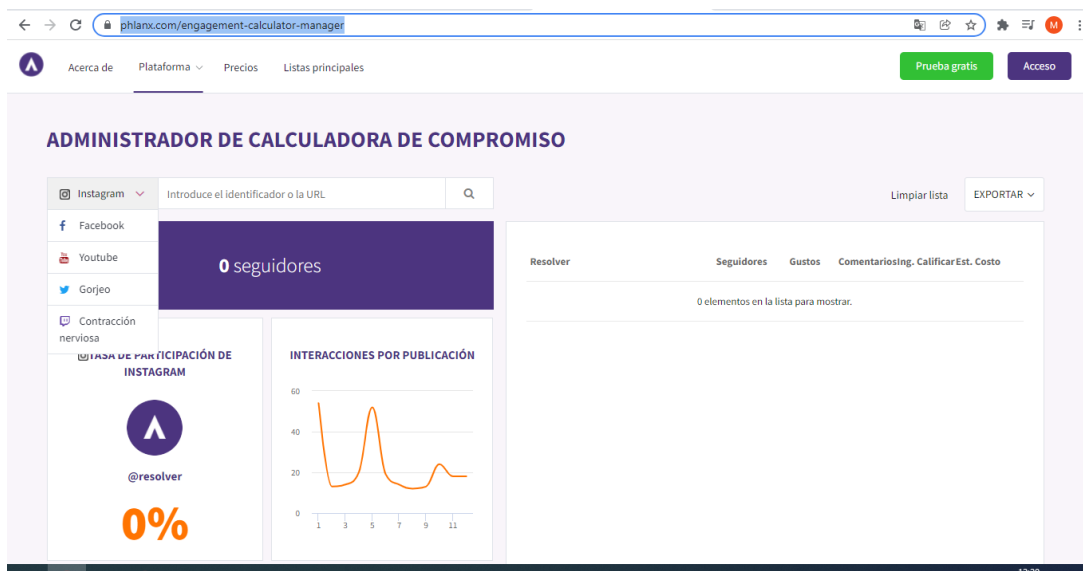 phlanx.com/engagement-calculator-manager
M
Acerca de Plataforma Precios Listas principales Prueba gratis Acceso
ADMINISTRADOR DE CALCULADORA DE COMPROMISO
Instagram Introduce el identificador o la URL Limpiar lista EXPORTAR
Facebook
Youtube
Gorjeo
Contracción
nerviosa
0 seguidores
TASA DE PARTICIPACIÓN DE
INSTAGRAM
@resolver
0%
INTERACCIONES POR PUBLICACIÓN
60
40
20
0
1 3 5 7 9 11
Resolver Seguidores Gustos ComentariosIng. CalificarEst. Costo
0 elementos en la lista para mostrar.